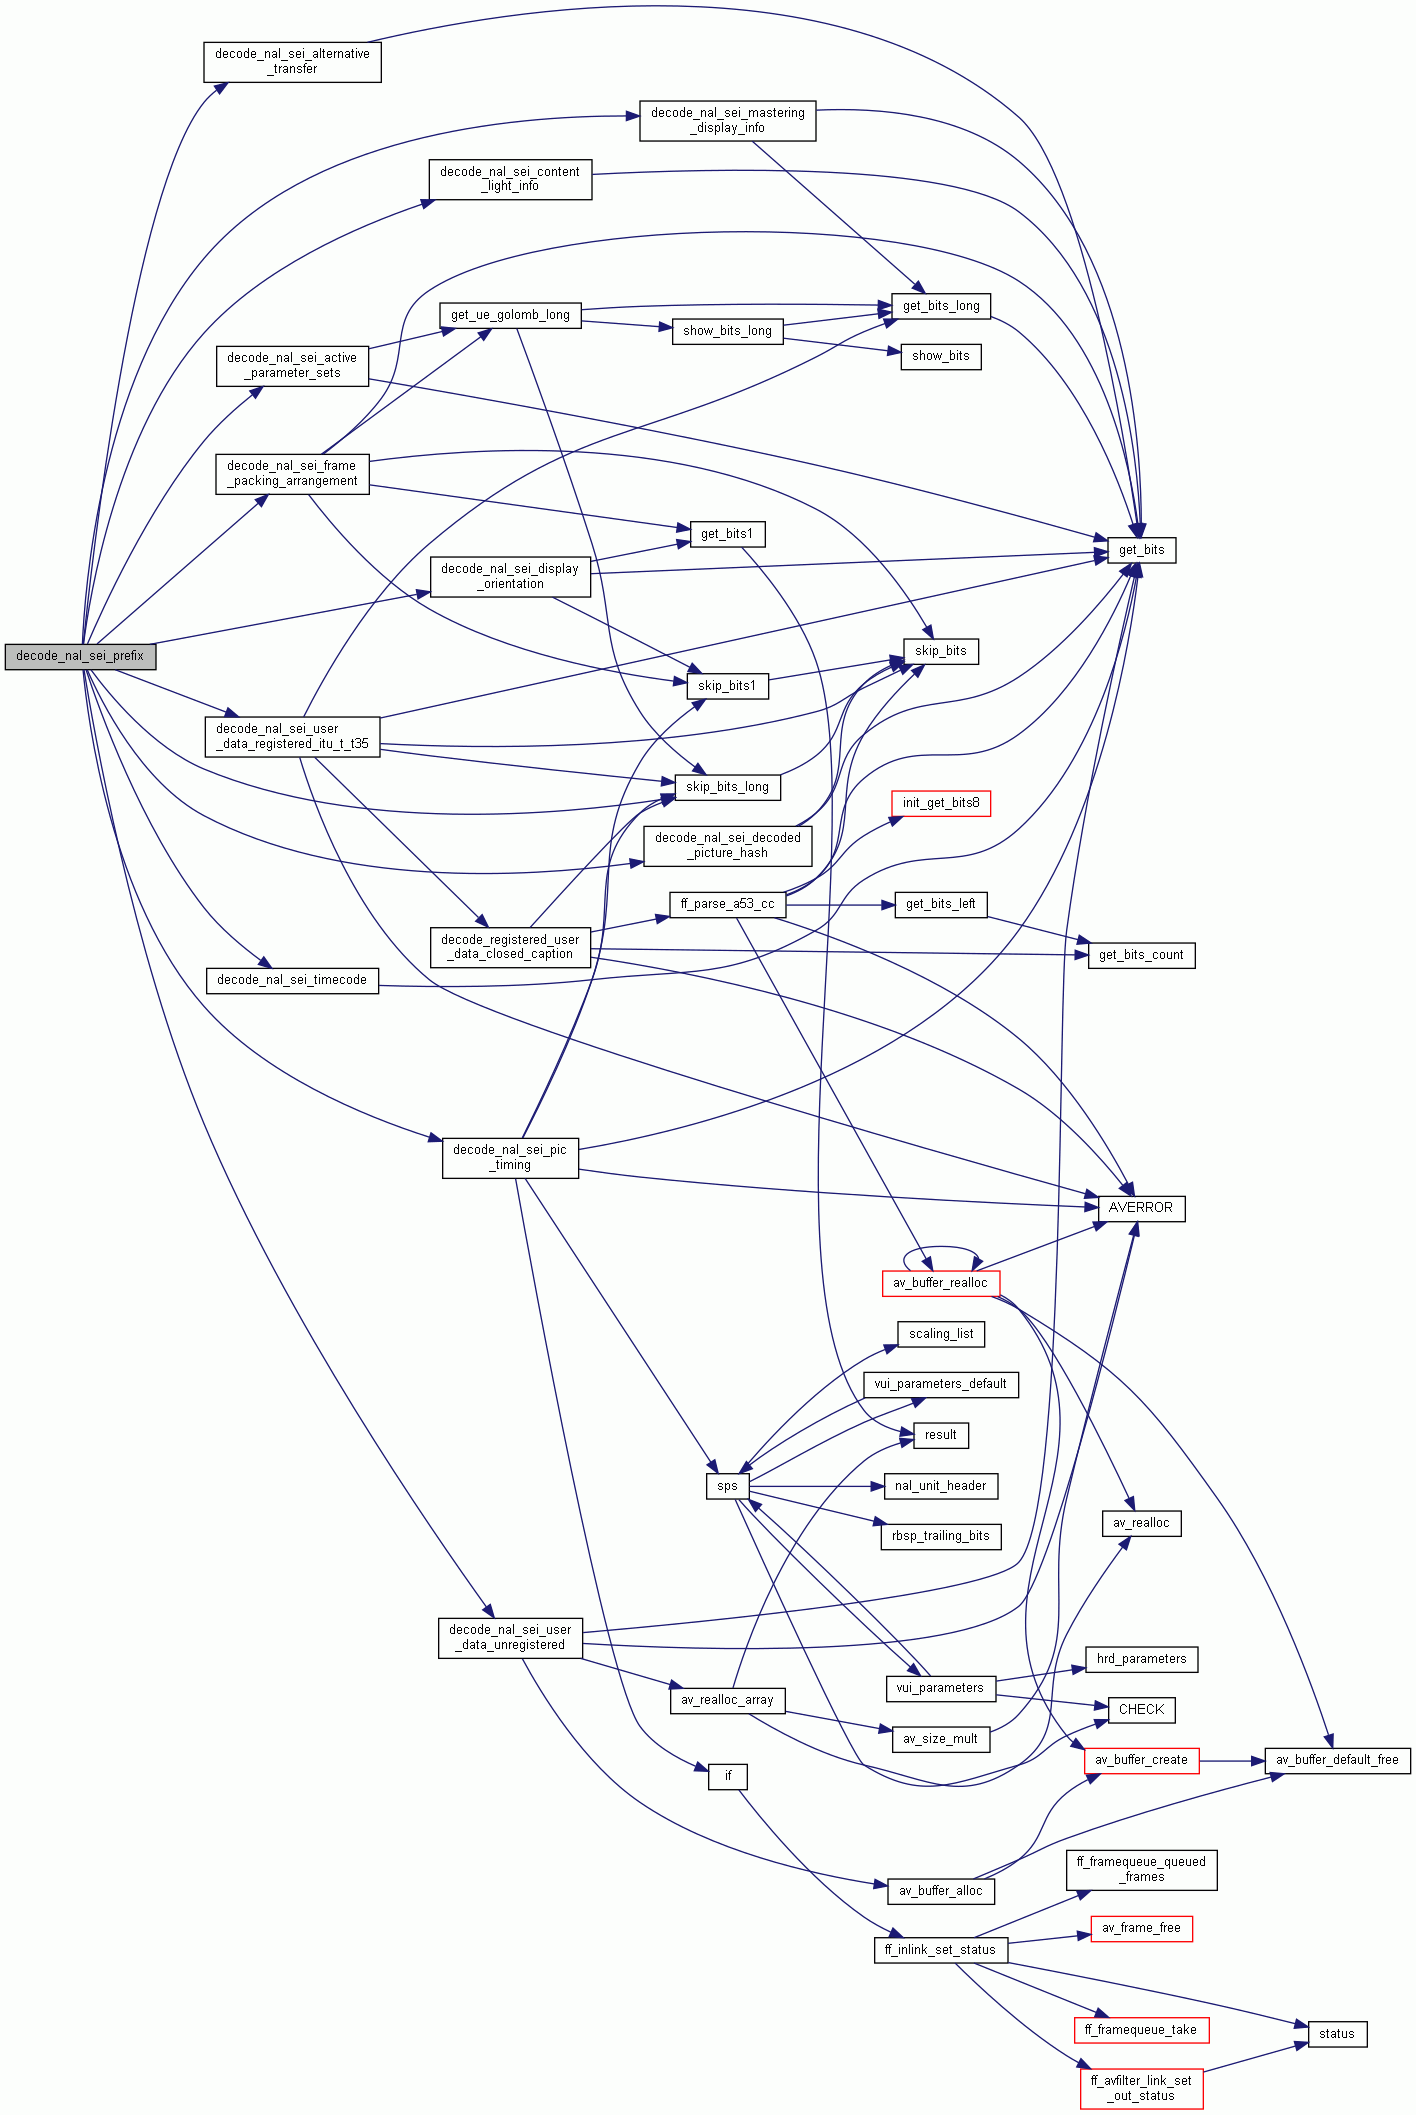 decode_nal_sei_alternative
_transfer
decode_nal_sei_mastering
_display_info
decode_nal_sei_content
_light_info
get_bits_long
get_ue_golomb_long
show_bits_long
show_bits
decode_nal_sei_active
_parameter_sets
decode_nal_sei_frame
_packing_arrangement
get_bits1
get_bits
decode_nal_sei_display
_orientation
skip_bits
decode_nal_sei_prefix
skip_bits1
decode_nal_sei_user
_data_registered_itu_t_t35
skip_bits_long
init_get_bits8
decode_nal_sei_decoded
_picture_hash
ff_parse_a53_cc
get_bits_left
decode_registered_user
_data_closed_caption
get_bits_count
decode_nal_sei_timecode
decode_nal_sei_pic
_timing
AVERROR
av_buffer_realloc
scaling_list
vui_parameters_default
result
sps
nal_unit_header
av_realloc
rbsp_trailing_bits
decode_nal_sei_user
_data_unregistered
hrd_parameters
vui_parameters
av_realloc_array
CHECK
av_size_mult
av_buffer_create
av_buffer_default_free
if
ff_framequeue_queued
_frames
av_buffer_alloc
av_frame_free
ff_inlink_set_status
ff_framequeue_take
status
ff_avfilter_link_set
_out_status